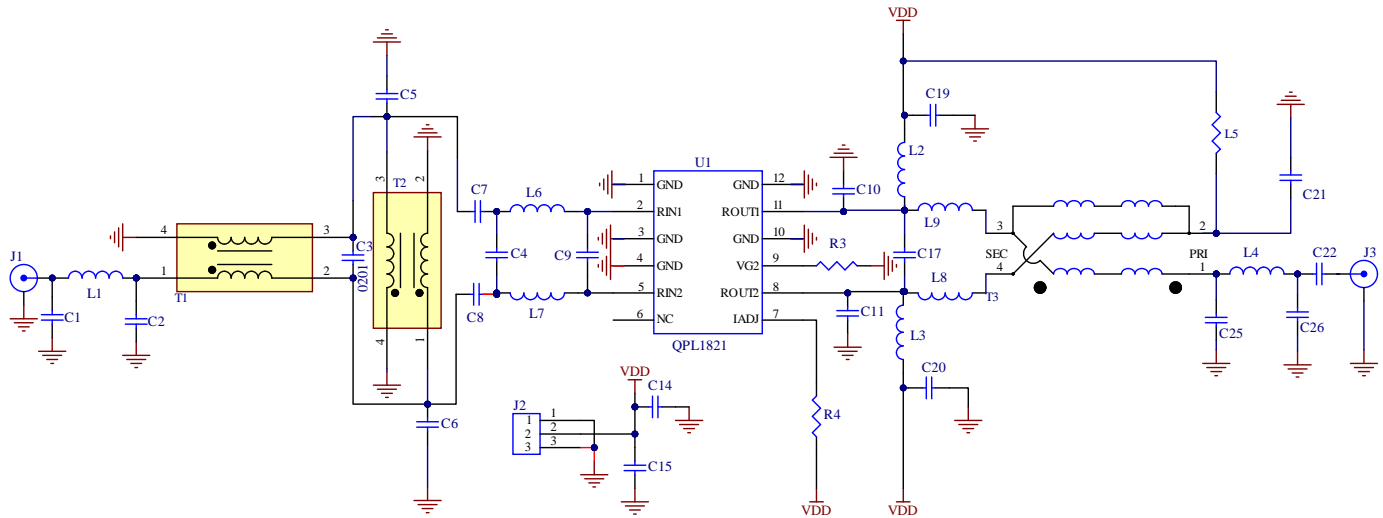 VDD
C5
C19
L5
T2
3
2
L2
C21
U1
C7
L6
1
GND
GND
12
C10
2
RIN1
ROUT1
11
L9
4
3
3
GND
GND
10
R3
3
SEC
PRI
2
J1
C3
0201
C4
C9
4
GND
VG2
9
C17
L8
4
1
L4
C22
J3
1
2
L1
T1
5
RIN2
ROUT2
8
T3
C1
C2
C8
L7
6
NC
IADJ
7
C11
L3
C25
C26
QPL1821
4
1
VDD
C14
C20
J2
1
2
3
1
2
3
C6
R4
C15
VDD
VDD